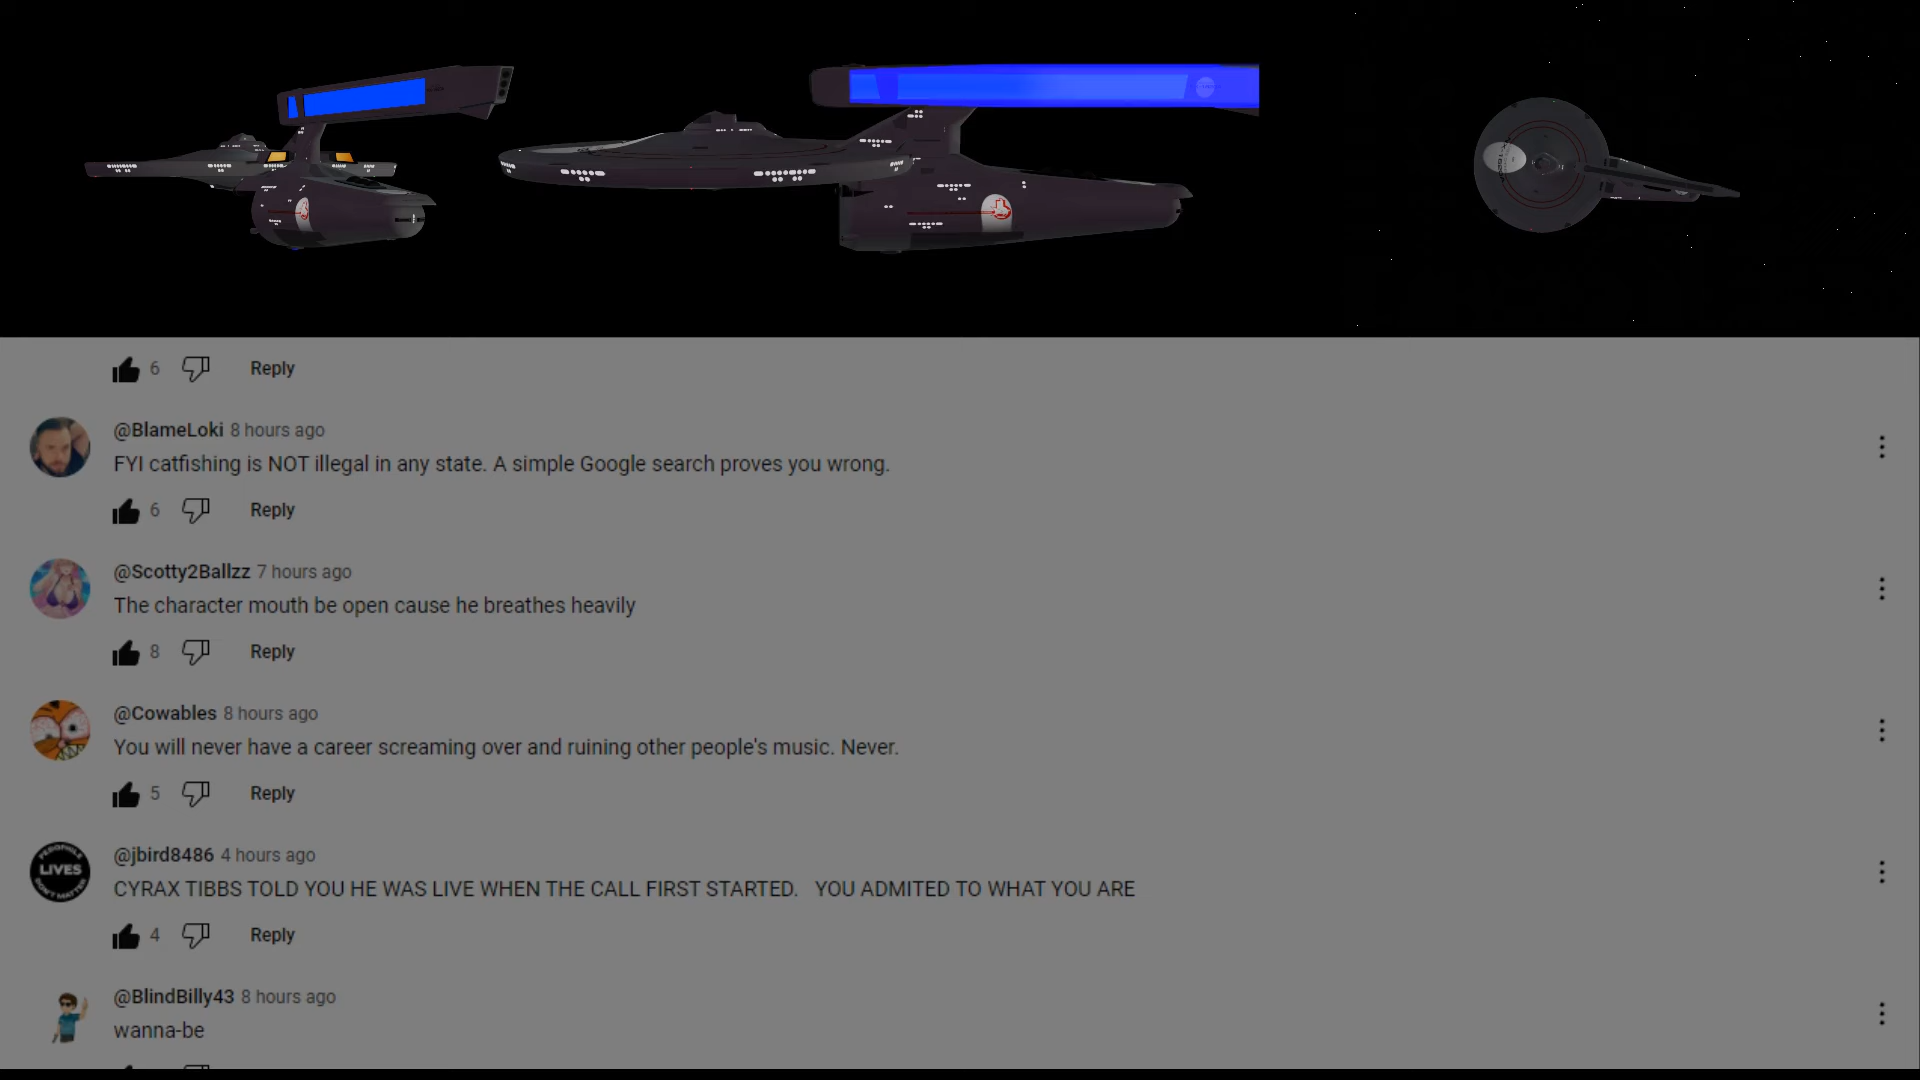 6 Reply
@BlameLoki 8 hours ago
FYI catfishing is NOT illegal in any state. A simple Google search proves you wrong.
6 Reply
@Scotty2Ballzz 7 hours ago
The character mouth be open cause he breathes heavily
8 Reply
@Cowables 8 hours ago
You will never have a career screaming over and ruining other people's music. Never.
5 Reply
LIVES
@jbird8486 4 hours ago
CYRAX TIBBS TOLD YOU HE WAS LIVE WHEN THE CALL FIRST STARTED. YOU ADMITED TO WHAT YOU ARE
4 Reply
@BlindBilly43 8 hours ago
wanna-be